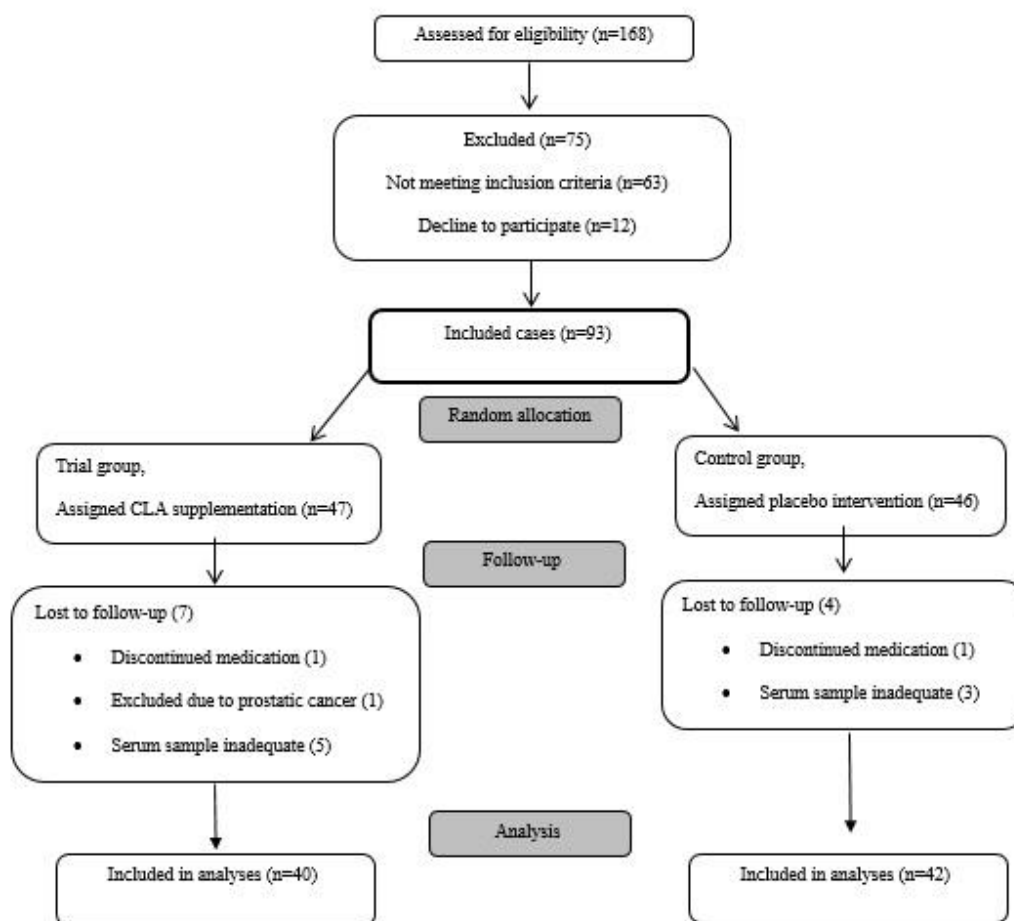 Assessed for eligibility (n=168)
Excluded (n=75)
Not meeting inclusion criteria (n=63)
Decline to participate (n=12)
Included cases (n=93)
Random allocation
Trial group,
Assigned CLA supplementation (n=47)
Control group,
Assigned placebo intervention (n=46)
Follow-up
Lost to follow-up (7)
• Discontinued medication (1)
• Excluded due to prostatic cancer (1)
• Serum sample inadequate (5)
Lost to follow-up (4)
• Discontinued medication (1)
• Serum sample inadequate (3)
Analysis
Included in analyses (n=40)
Included in analyses (n=42)